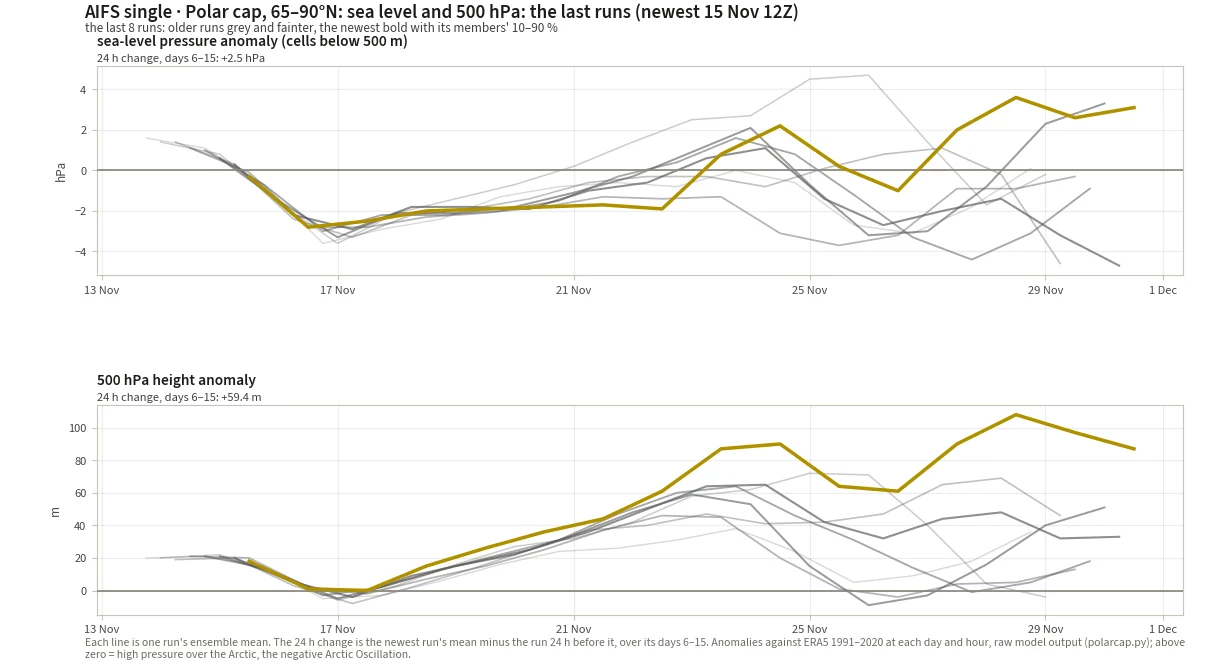 AIFS single · Polar cap, 65–90°N: sea level and 500 hPa: the last runs (newest 15 Nov 12Z)
the last 8 runs: older runs grey and fainter, the newest bold with its members' 10–90 %
sea-level pressure anomaly (cells below 500 m)
24 h change, days 6–15: +2.5 hPa
4
2
0
−2
−4
hPa
13 Nov 17 Nov 21 Nov 25 Nov 29 Nov 1 Dec
500 hPa height anomaly
24 h change, days 6–15: +59.4 m
100
80
60
40
20
0
m
13 Nov 17 Nov 21 Nov 25 Nov 29 Nov 1 Dec
Each line is one run's ensemble mean. The 24 h change is the newest run's mean minus the run 24 h before it, over its days 6–15. Anomalies against ERA5 1991–2020 at each day and hour, raw model output (polarcap.py); above
zero = high pressure over the Arctic, the negative Arctic Oscillation.